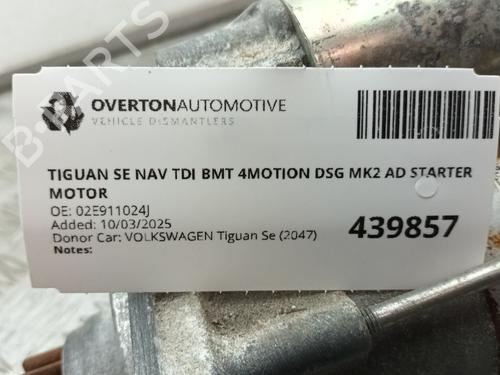 OVERTONAUTOMOTIVE
VEHICLE DISMANTLERS
TIGUAN SE NAV TDI BMT 4MOTION DSG MK2 AD STARTER
MOTOR
OE: 02E911024J
Added: 10/03/2025
Donor Car: VOLKSWAGEN Tiguan Se (2047)
Notes:
439857
B-PARTS